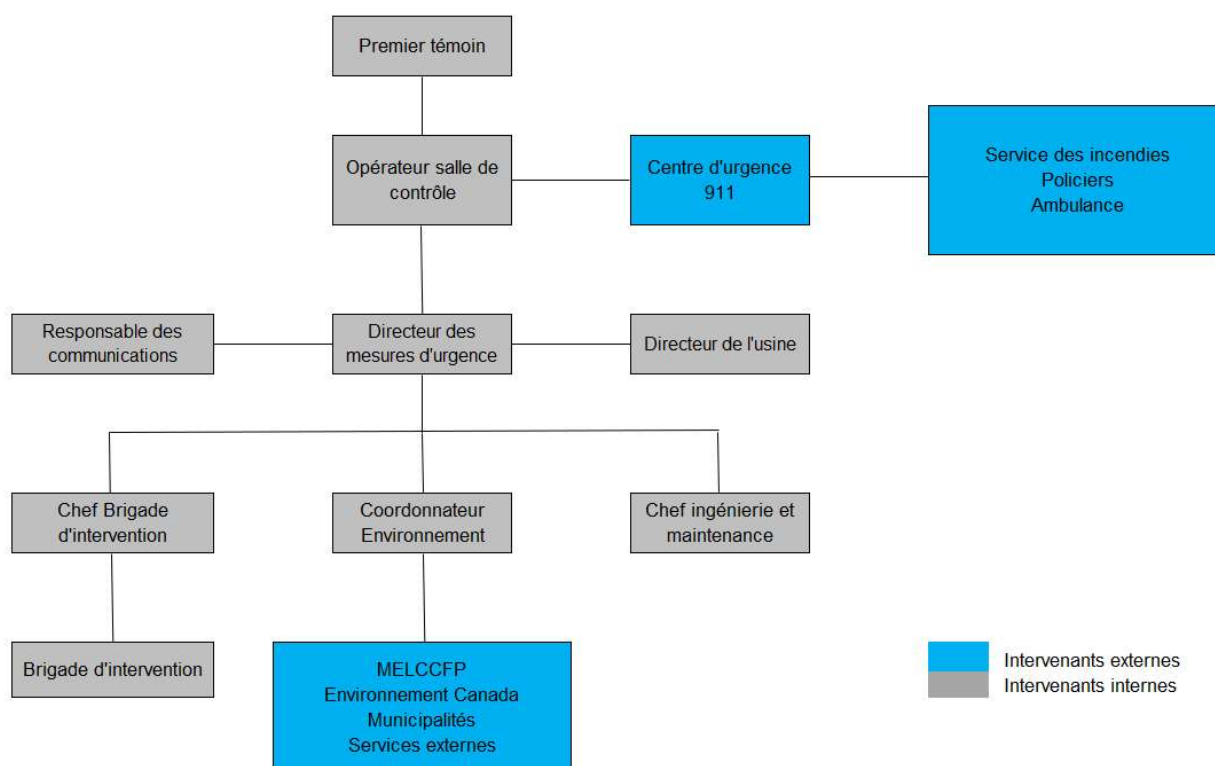 Premier témoin
Opérateur salle de
contrôle
Centre d'urgence
911
Service des incendies
Policiers
Ambulance
Responsable des
communications
Directeur des
mesures d'urgence
Directeur de l'usine
Chef Brigade
d'intervention
Coordonnateur
Environnement
Chef ingénierie et
maintenance
Brigade d'intervention
MELCCFP
Environnement Canada
Municipalités
Services externes
Intervenants externes
Intervenants internes